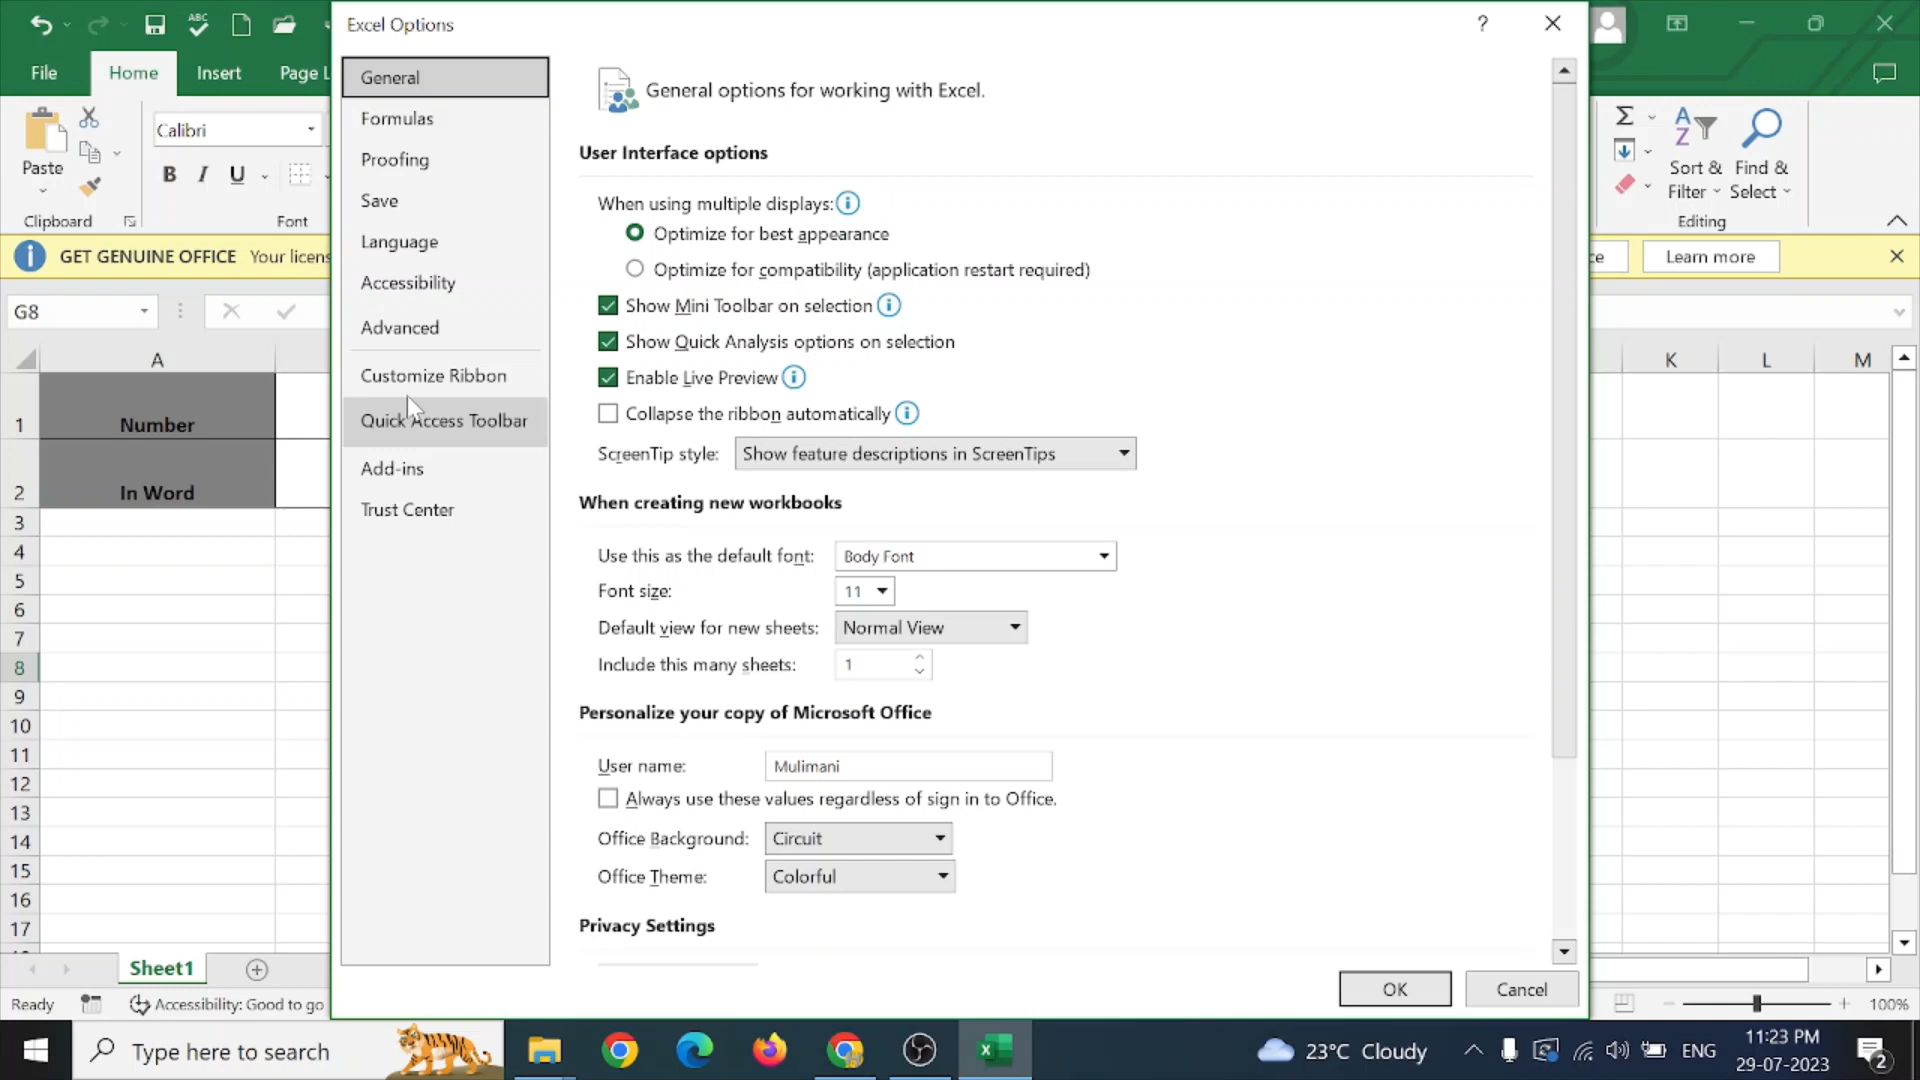 ABC
Excel Options
?
File
Home
Insert
Page L
Calibri
Paste
B I U
Clipboard
Font
Σ
A
Z
Sort &
Filter
Find &
Select
Editing
GET GENUINE OFFICE Your licens
ce
Learn more
G8
General
Formulas
Proofing
Save
Language
Accessibility
Advanced
Customize Ribbon
Quick Access Toolbar
Add-ins
Trust Center
General options for working with Excel.
User Interface options
When using multiple displays:
Optimize for best appearance
Optimize for compatibility (application restart required)
Show Mini Toolbar on selection
Show Quick Analysis options on selection
Enable Live Preview
Collapse the ribbon automatically
ScreenTip style: Show feature descriptions in ScreenTips
When creating new workbooks
Use this as the default font: Body Font
Font size: 11
Default view for new sheets: Normal View
Include this many sheets: 1
Personalize your copy of Microsoft Office
User name: Mulimani
Always use these values regardless of sign in to Office.
Office Background: Circuit
Office Theme: Colorful
Privacy Settings
OK
Cancel
A
K L M
1 Number
2 In Word
3
4
5
6
7
8
9
10
11
12
13
14
15
16
17
Sheet1
Ready
Accessibility: Good to go
100%
Type here to search
23°C Cloudy
ENG
11:23 PM
29-07-2023
2